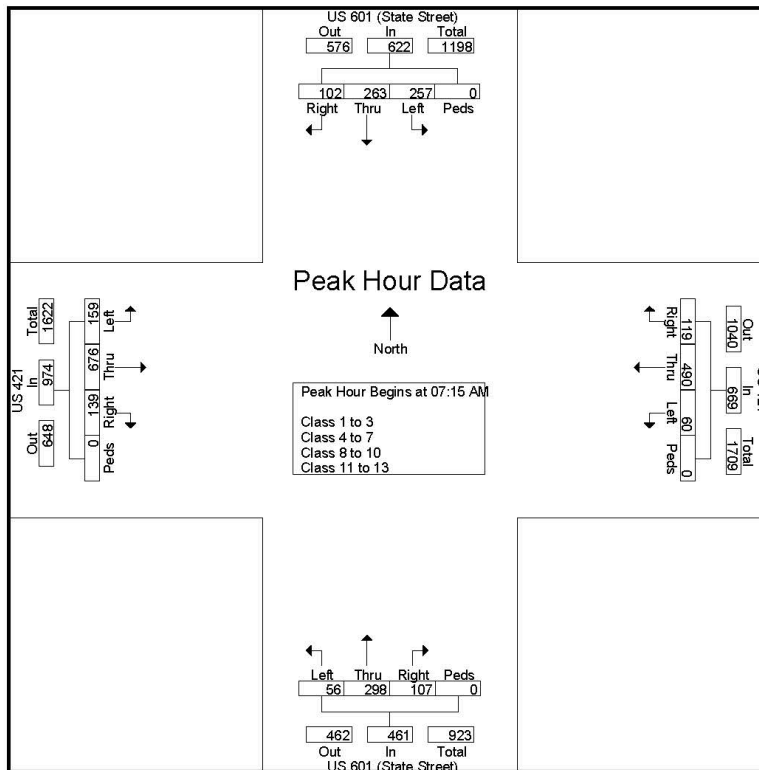 US 601 (State Street)
Out In Total
576 622 1198
102 263 257 0
Right Thru Left Peds
Peak Hour Data
North
Peak Hour Begins at 07:15 AM
Class 1 to 3
Class 4 to 7
Class 8 to 10
Class 11 to 13
US 421
Out In Total
648 974 1622
0 139 676 159
Peds Right Thru Left
Right Thru Left Peds
119 490 60 0
Out In Total
1040 669 1709
Left Thru Right Peds
56 298 107 0
462 461 923
Out In Total
US 601 (State Street)